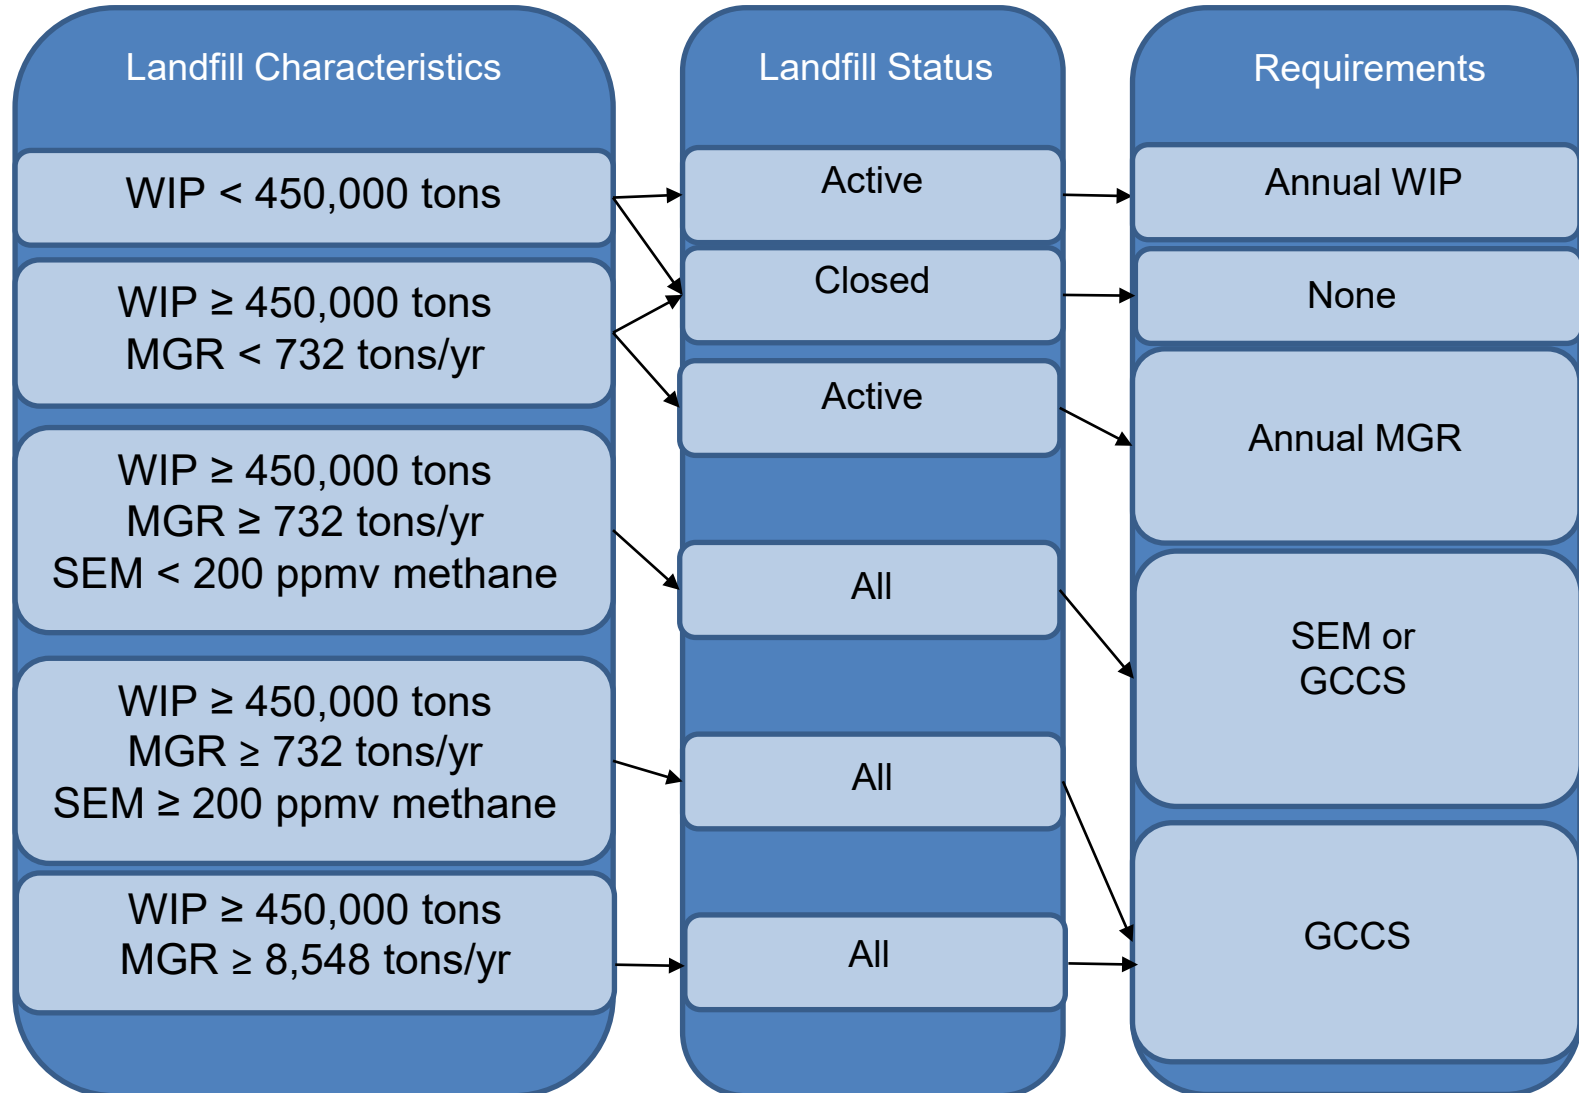 Landfill Characteristics
WIP < 450,000 tons
WIP ≥ 450,000 tons
MGR < 732 tons/yr
WIP ≥ 450,000 tons
MGR ≥ 732 tons/yr
SEM < 200 ppmv methane
WIP ≥ 450,000 tons
MGR ≥ 732 tons/yr
SEM ≥ 200 ppmv methane
WIP ≥ 450,000 tons
MGR ≥ 8,548 tons/yr
Landfill Status
Active
Closed
Active
All
All
All
Requirements
Annual WIP
None
Annual MGR
SEM or
GCCS
GCCS